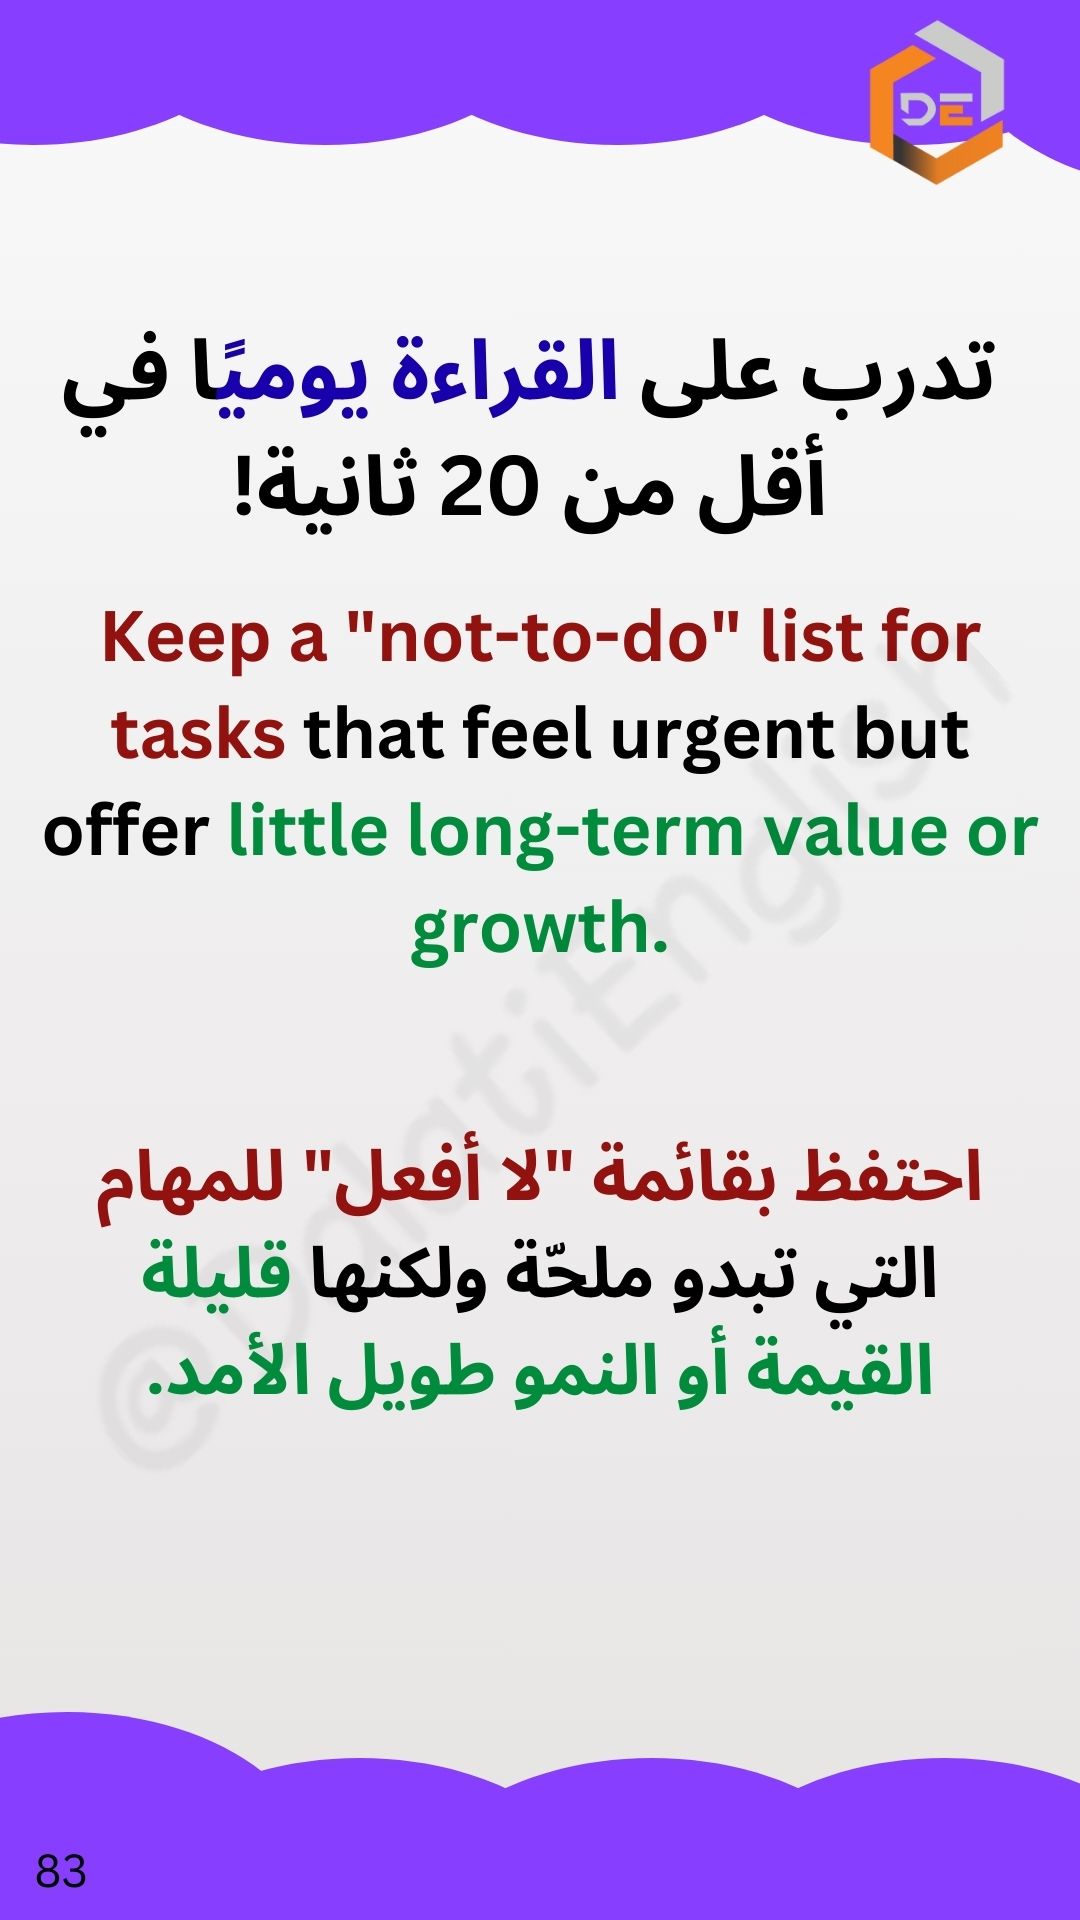 DE
تدرب على القراءة يوميًا في
أقل من 20 ثانية!
Keep a "not-to-do" list for
tasks that feel urgent but
offer little long-term value or
growth.
@DalatiEnglish
احتفظ بقائمة "لا أفعل" للمهام
التي تبدو ملحّة ولكنها قليلة
القيمة أو النمو طويل الأمد.
83